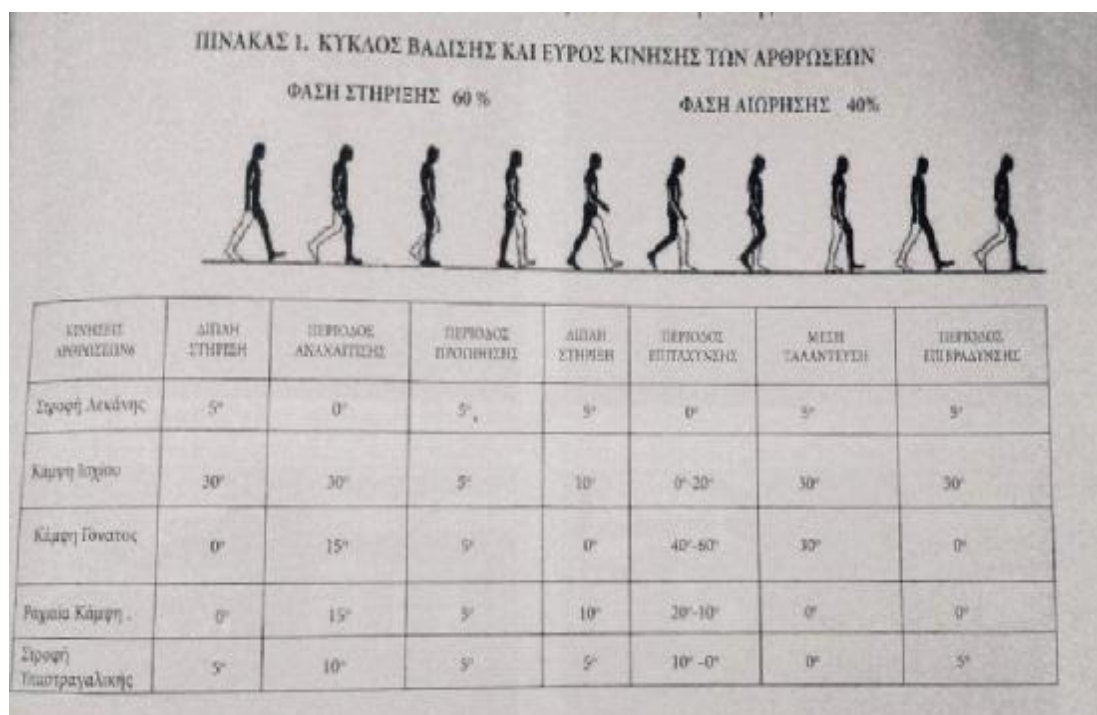 ΠΙΝΑΚΑΣ 1. ΚΥΚΛΟΣ ΒΑΔΙΣΗΣ ΚΑΙ ΕΥΡΟΣ ΚΙΝΗΣΗΣ ΤΩΝ ΑΡΘΡΩΣΕΩΝ
ΦΑΣΗ ΣΤΗΡΙΞΗΣ 60 % ΦΑΣΗ ΑΙΩΡΗΣΗΣ 40%
ΚΙΝΗΣΕΙΣ ΔΙΠΛΗ ΠΕΡΙΟΔΟΣ ΠΕΡΙΟΔΟΣ ΔΙΠΛΗ ΠΕΡΙΟΔΟΣ ΜΕΣΗ ΠΕΡΙΟΔΟΣ
ΣΤΗΡΙΞΗ ΑΝΑΧΑΙΤΙΣΗΣ ΠΡΟΩΘΗΣΗΣ ΣΤΗΡΙΞΗ ΕΠΙΤΑΧΥΝΣΗΣ ΤΑΛΑΝΤΕΥΣΗ ΕΠΙΒΡΑΔΥΝΣΗΣ
Στροφή Λεκάνης 5° 0° 5° 5° 0° 5° 5°
Κάμψη Ισχίου 30° 30° 5° 10° 0°-20° 30° 30°
Κάμψη Γόνατος 0° 15° 5° 0° 40°-60° 30° 0°
Ραχιαία Κάμψη . 0° 15° 5° 10° 20°-10° 0° 0°
Στροφή
Υπαστραγαλικής 5° 10° 5° 5° 10° -0° 0° 5°